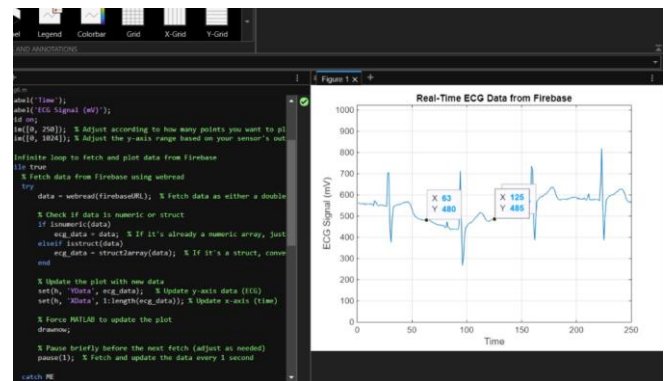 el
Legend
Colorbar
Grid
X-Grid
Y-Grid
AND ANNOTATIONS
abel('Time');
abel('ECG Signal (mV)');
id on;
im([0, 250]); % Adjust according to how many points you want to pl
im([0, 1024]); % Adjust the y-axis range based on your sensor's out
Infinite loop to fetch and plot data from Firebase
ile true
% Fetch data from Firebase using webread
try
data = webread(firebaseURL); % Fetch data as either a double
% Check if data is numeric or struct
if isnumeric(data)
ecg_data = data; % If it's already a numeric array, just
elseif isstruct(data)
ecg_data = struct2array(data); % If it's a struct, conve
end
% Update the plot with new data
set(h, 'YData', ecg_data); % Update y-axis data (ECG)
set(h, 'XData', 1:length(ecg_data)); % Update x-axis (time)
% Force MATLAB to update the plot
drawnow;
% Pause briefly before the next fetch (adjust as needed)
pause(1); % Fetch and update the data every 1 second
catch ME
Figure 1
Real-Time ECG Data from Firebase
ECG Signal (mV)
1000
900
800
700
600
500
400
300
200
100
0
X 63
Y 480
X 125
Y 485
0 50 100 150 200 250
Time